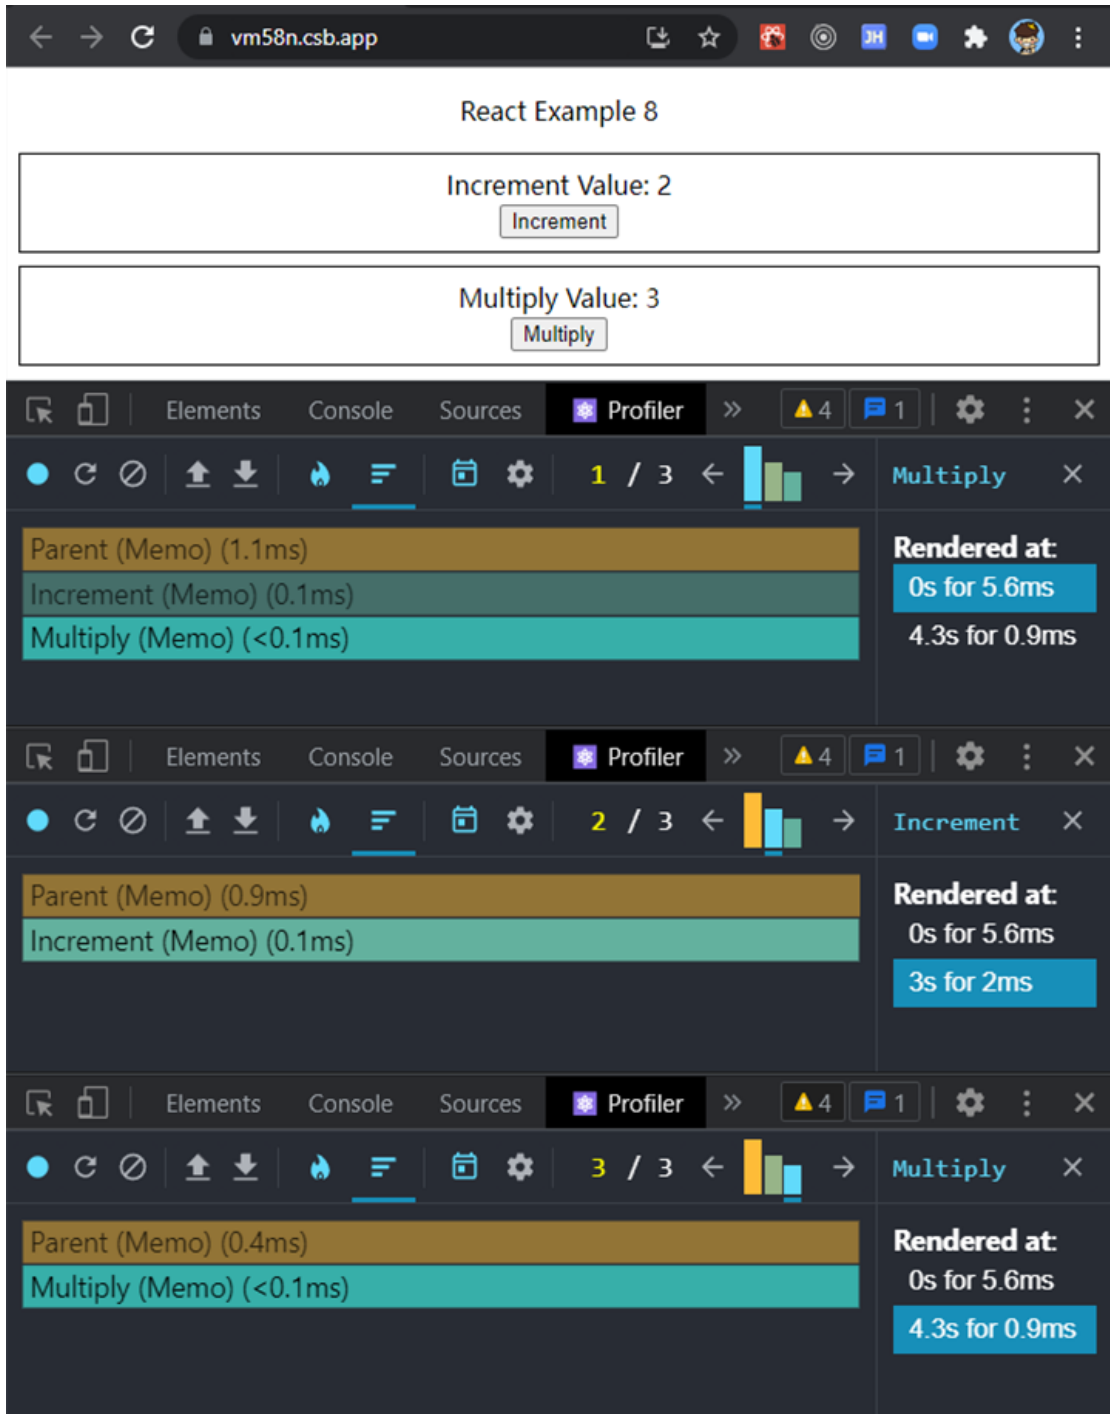 vm58n.csb.app JH
React Example 8
Increment Value: 2
Increment
Multiply Value: 3
Multiply
Elements Console Sources Profiler » 4 1
1 / 3 Multiply
Parent (Memo) (1.1ms)
Increment (Memo) (0.1ms)
Multiply (Memo) (<0.1ms)
Rendered at:
0s for 5.6ms
4.3s for 0.9ms
Elements Console Sources Profiler » 4 1
2 / 3 Increment
Parent (Memo) (0.9ms)
Increment (Memo) (0.1ms)
Rendered at:
0s for 5.6ms
3s for 2ms
Elements Console Sources Profiler » 4 1
3 / 3 Multiply
Parent (Memo) (0.4ms)
Multiply (Memo) (<0.1ms)
Rendered at:
0s for 5.6ms
4.3s for 0.9ms